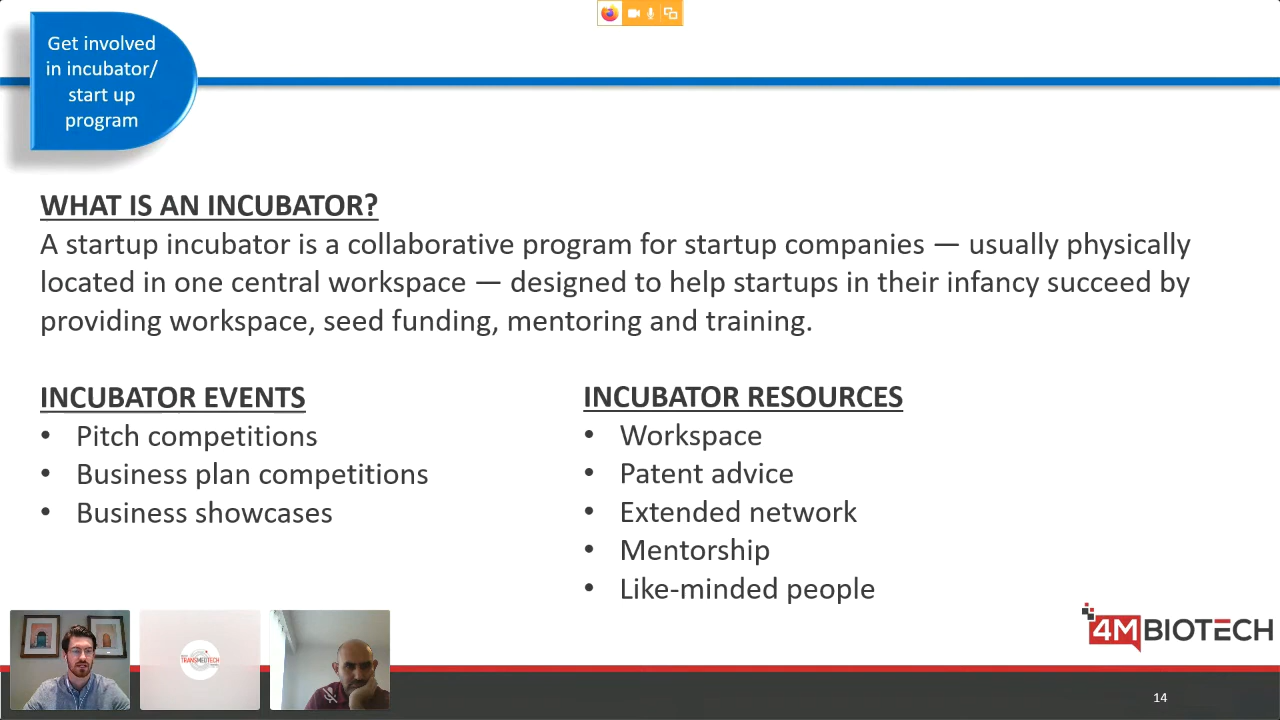 Get involved
in incubator/
start up
program
WHAT IS AN INCUBATOR?
A startup incubator is a collaborative program for startup companies — usually physically
located in one central workspace — designed to help startups in their infancy succeed by
providing workspace, seed funding, mentoring and training.
INCUBATOR EVENTS
• Pitch competitions
• Business plan competitions
• Business showcases
INCUBATOR RESOURCES
• Workspace
• Patent advice
• Extended network
• Mentorship
• Like-minded people
TRANSMEDTECH
4MBIOTECH
14